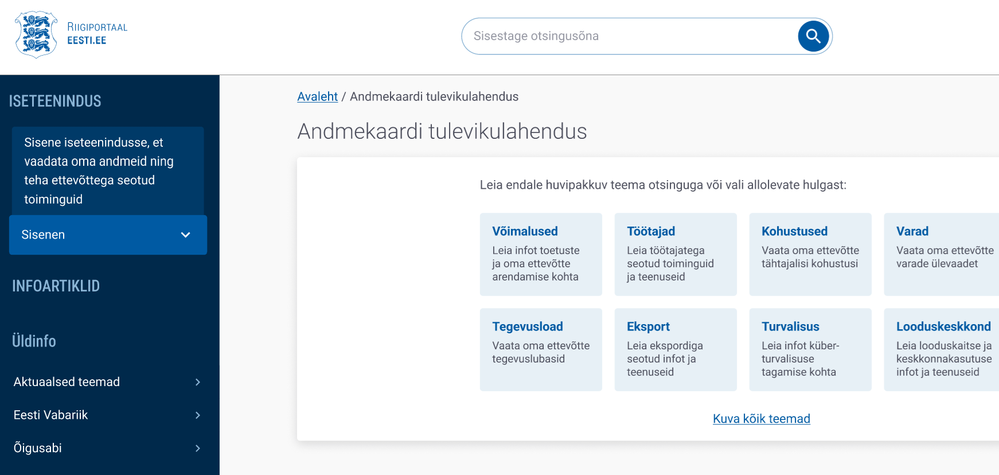 RIIGIPORTAAL
EESTI.EE
Sisestage otsingusõna
ISETEENINDUS
Sisene iseteenindusse, et
vaadata oma andmeid ning
teha ettevõttega seotud
toiminguid
Sisenen
INFOARTIKLID
Üldinfo
Aktuaalsed teemad
Eesti Vabariik
Õigusabi
Avaleht / Andmekaardi tulevikulahendus
Andmekaardi tulevikulahendus
Leia endale huvipakkuv teema otsinguga või vali allolevate hulgast:
Võimalused
Leia infot toetuste
ja oma ettevõtte
arendamise kohta
Töötajad
Leia töötajatega
seotud toiminguid
ja teenuseid
Kohustused
Vaata oma ettevõtte
tähtajalisi kohustusi
Varad
Vaata oma ettevõtte
varade ülevaadet
Tegevusload
Vaata oma ettevõtte
tegevuslubasid
Eksport
Leia ekspordiga
seotud infot ja
teenuseid
Turvalisus
Leia infot küber-
turvalisuse
tagamise kohta
Looduskeskkond
Leia looduskaitse ja
keskkonnakasutuse
infot ja teenuseid
Kuva kõik teemad